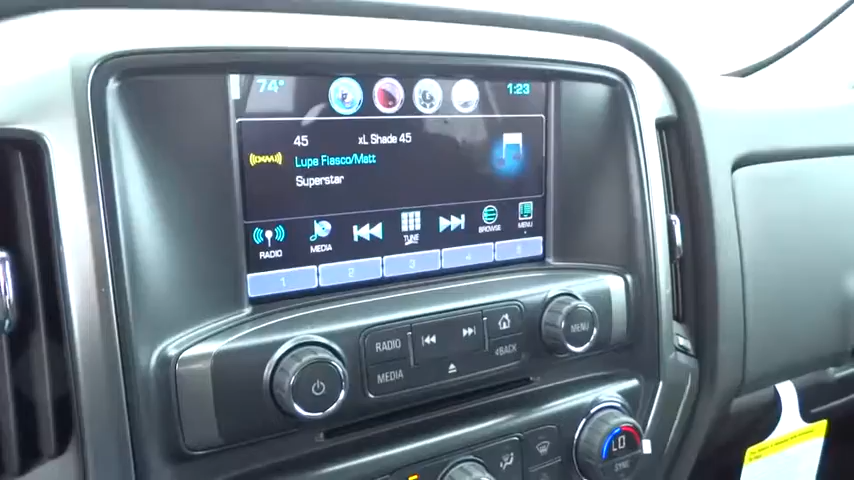 74° 1:23
45 xL Shade 45
((SXM))
Lupe Fiasco/Matt
Superstar
RADIO MEDIA TUNE BROWSE MENU
1 2 3 4 5
RADIO
MEDIA
BACK
MENU
LO
SYNC